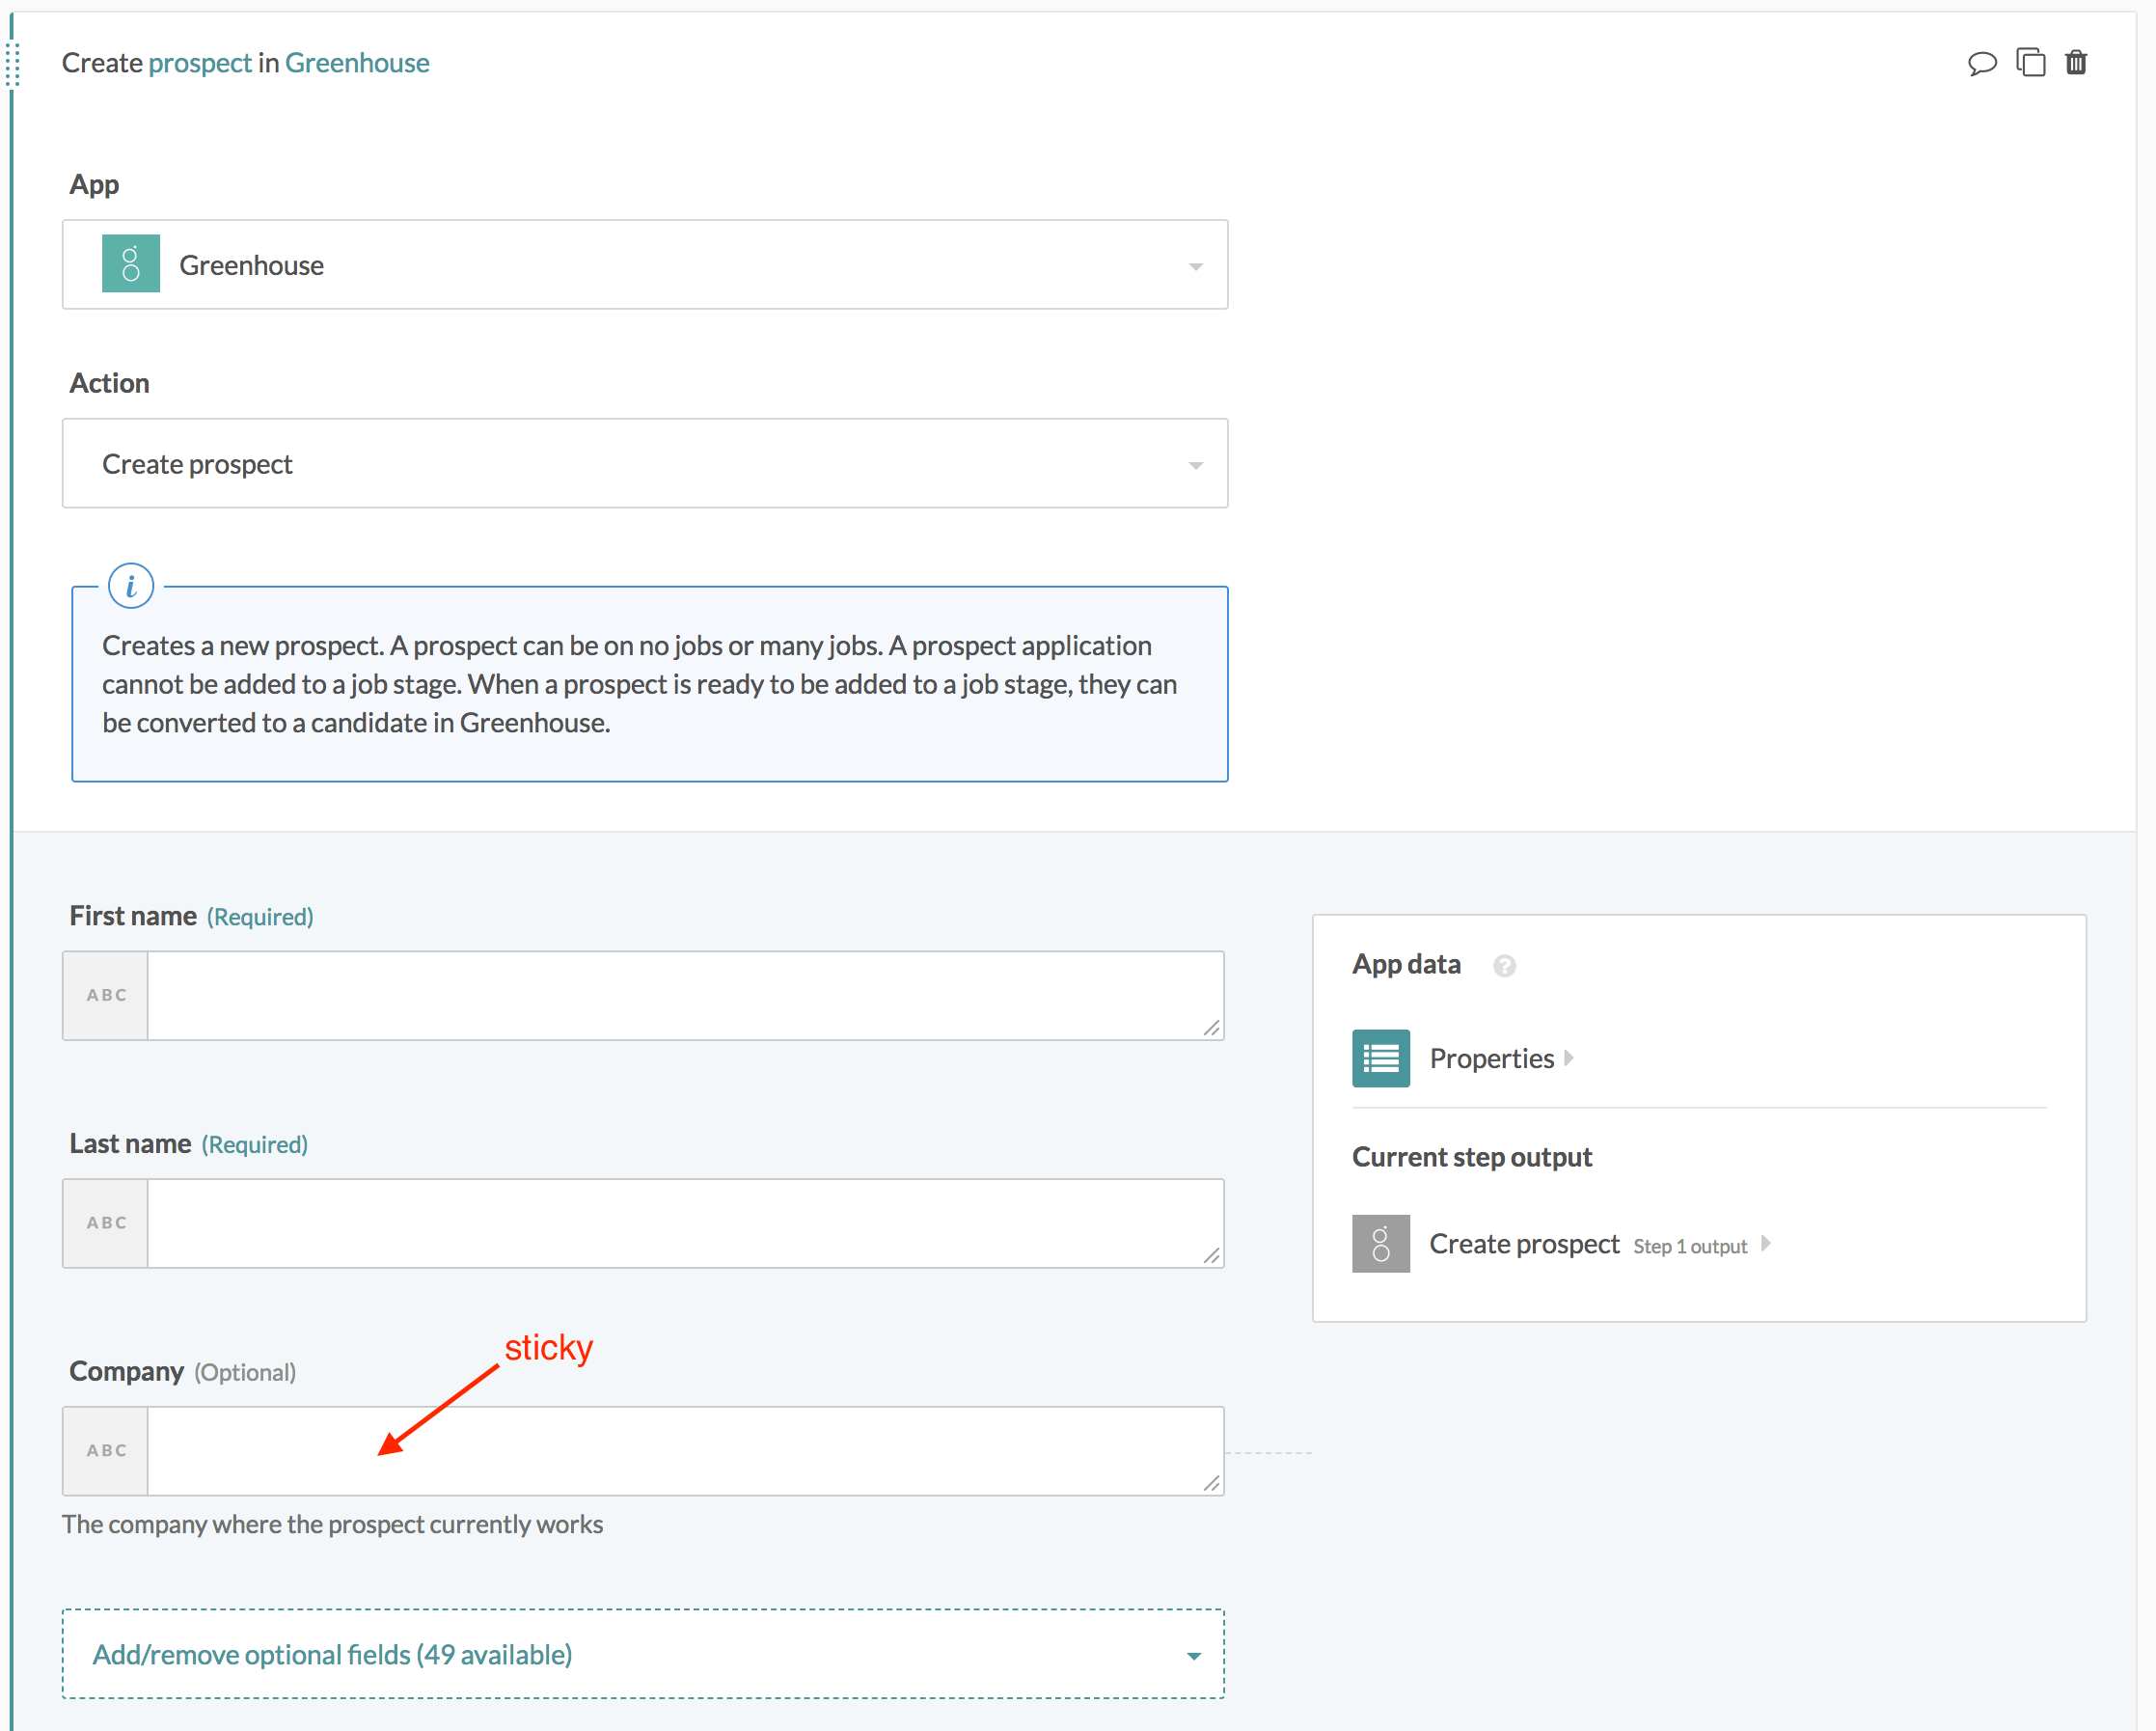 Create prospect in Greenhouse
App
Greenhouse
Action
Create prospect
i
Creates a new prospect. A prospect can be on no jobs or many jobs. A prospect application
cannot be added to a job stage. When a prospect is ready to be added to a job stage, they can
be converted to a candidate in Greenhouse.
First name (Required)
ABC
Last name (Required)
ABC
sticky
Company (Optional)
ABC
The company where the prospect currently works
Add/remove optional fields (49 available)
App data ?
Properties
Current step output
Create prospect Step 1 output